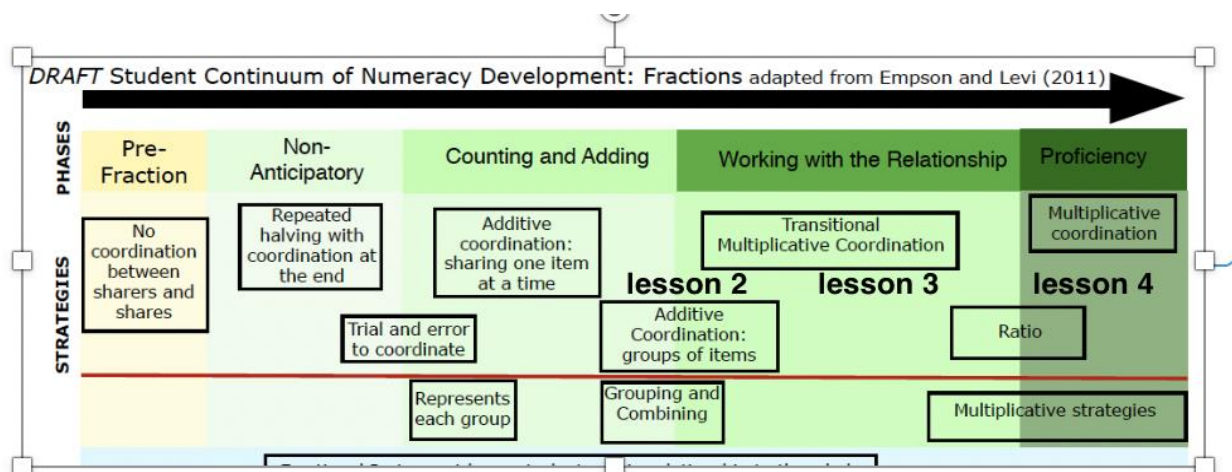 DRAFT Student Continuum of Numeracy Development: Fractions adapted from Empson and Levi (2011)
PHASES
Pre-
Fraction
Non-
Anticipatory
Counting and Adding
Working with the Relationship
Proficiency
STRATEGIES
No
coordination
between
sharers and
shares
Repeated
halving with
coordination at
the end
Additive
coordination:
sharing one item
at a time
Transitional
Multiplicative Coordination
Multiplicative
coordination
lesson 2
lesson 3
lesson 4
Trial and error
to coordinate
Additive
Coordination:
groups of items
Ratio
Represents
each group
Grouping and
Combining
Multiplicative strategies